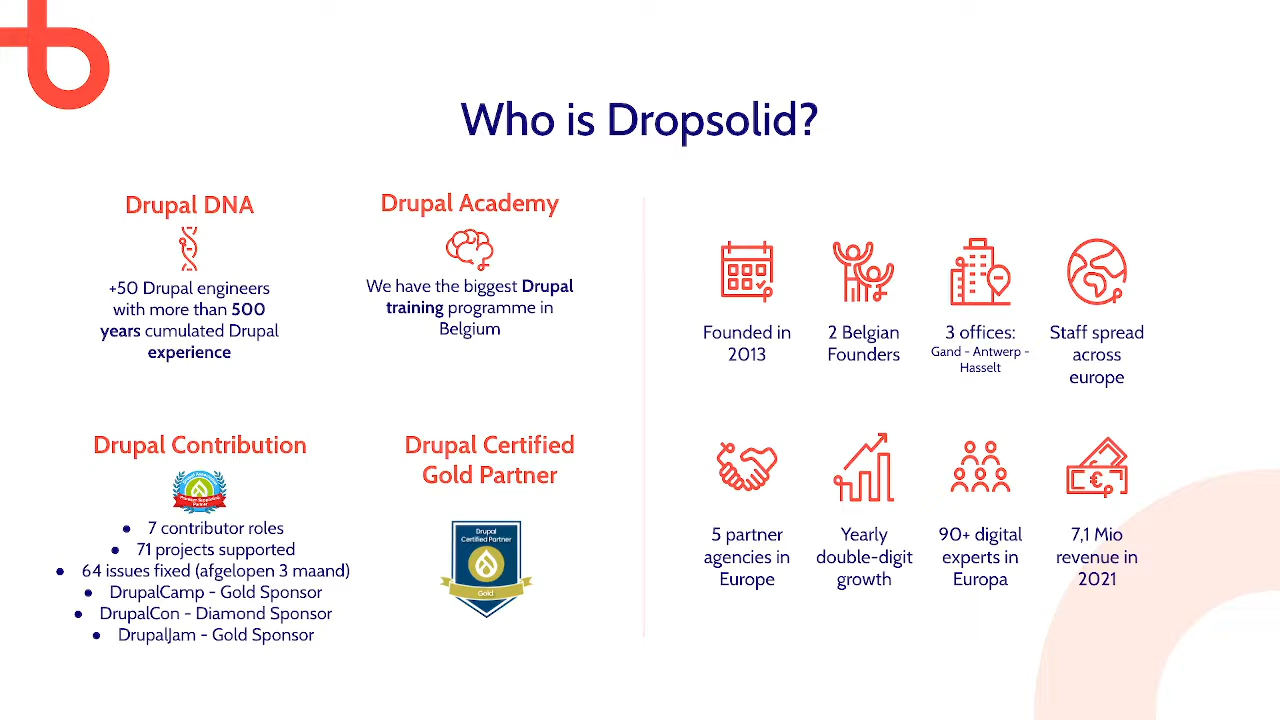 Who is Dropsolid?
Drupal DNA
+50 Drupal engineers
with more than 500
years cumulated Drupal
experience
Drupal Academy
We have the biggest Drupal
training programme in
Belgium
Drupal Contribution
● 7 contributor roles
● 71 projects supported
● 64 issues fixed (afgelopen 3 maand)
● DrupalCamp - Gold Sponsor
● DrupalCon - Diamond Sponsor
● DrupalJam - Gold Sponsor
Drupal Certified
Gold Partner
Drupal
Certified Partner
Gold
Founded in
2013
2 Belgian
Founders
3 offices:
Gand - Antwerp -
Hasselt
Staff spread
across
europe
5 partner
agencies in
Europe
Yearly
double-digit
growth
90+ digital
experts in
Europa
€
7,1 Mio
revenue in
2021